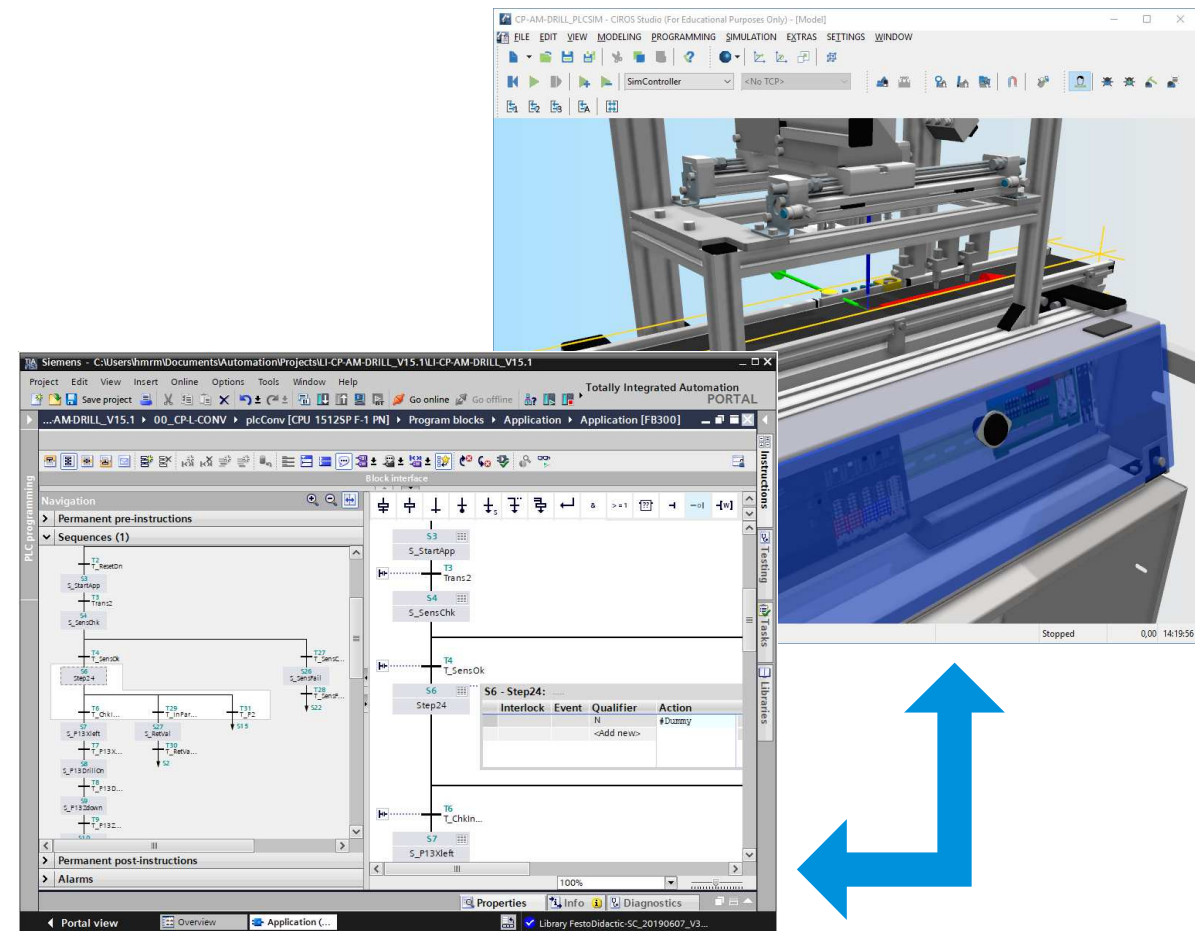 CP-AM-DRILL_PLCSIM - CIROS Studio (For Educational Purposes Only) - [Model]
FILE EDIT VIEW MODELING PROGRAMMING SIMULATION EXTRAS SETTINGS WINDOW
SimController <No TCP>
Stopped 0,00 14:19:56
Siemens - C:\Users\hmrm\Documents\Automation\Projects\LI-CP-AM-DRILL_V15.1\LI-CP-AM-DRILL_V15.1
Project Edit View Insert Online Options Tools Window Help
Totally Integrated Automation
PORTAL
Save project Go online Go offline
...AM-DRILL_V15.1 ▸ 00_CP-L-CONV ▸ plcConv [CPU 1512SP F-1 PN] ▸ Program blocks ▸ Application ▸ Application [FB300]
Block interface
PLC programming
Navigation
Permanent pre-instructions
Sequences (1)
T2
T_ResetDn
S3
S_StartApp
T3
Trans2
S4
S_SensChk
T4
T_SensOk
T27
T_SensC...
S6
Step24
S26
S_SensFail
T28
T_SensF...
S22
T6
T_ChkI...
T29
T_InPar...
T31
T_P2
S7
S_P13Xleft
S27
S_RetVal
S15
T7
T_P13X...
T30
T_RetVa...
S8
S_P13DrillOn
S2
T8
T_P13D...
S9
S_P13Zdown
T9
T_P13Z...
S10
Permanent post-instructions
Alarms
& >=1 [??] [w]
S3
S_StartApp
T3
Trans2
S4
S_SensChk
T4
T_SensOk
S6
Step24
S6 - Step24: ....
Interlock Event Qualifier Action
N #Dummy
<Add new>
T6
T_ChkIn...
S7
S_P13Xleft
100%
Instructions
Testing
Tasks
Libraries
Properties Info Diagnostics
Portal view Overview Application (...
Library FestoDidactic-SC_20190607_V3...